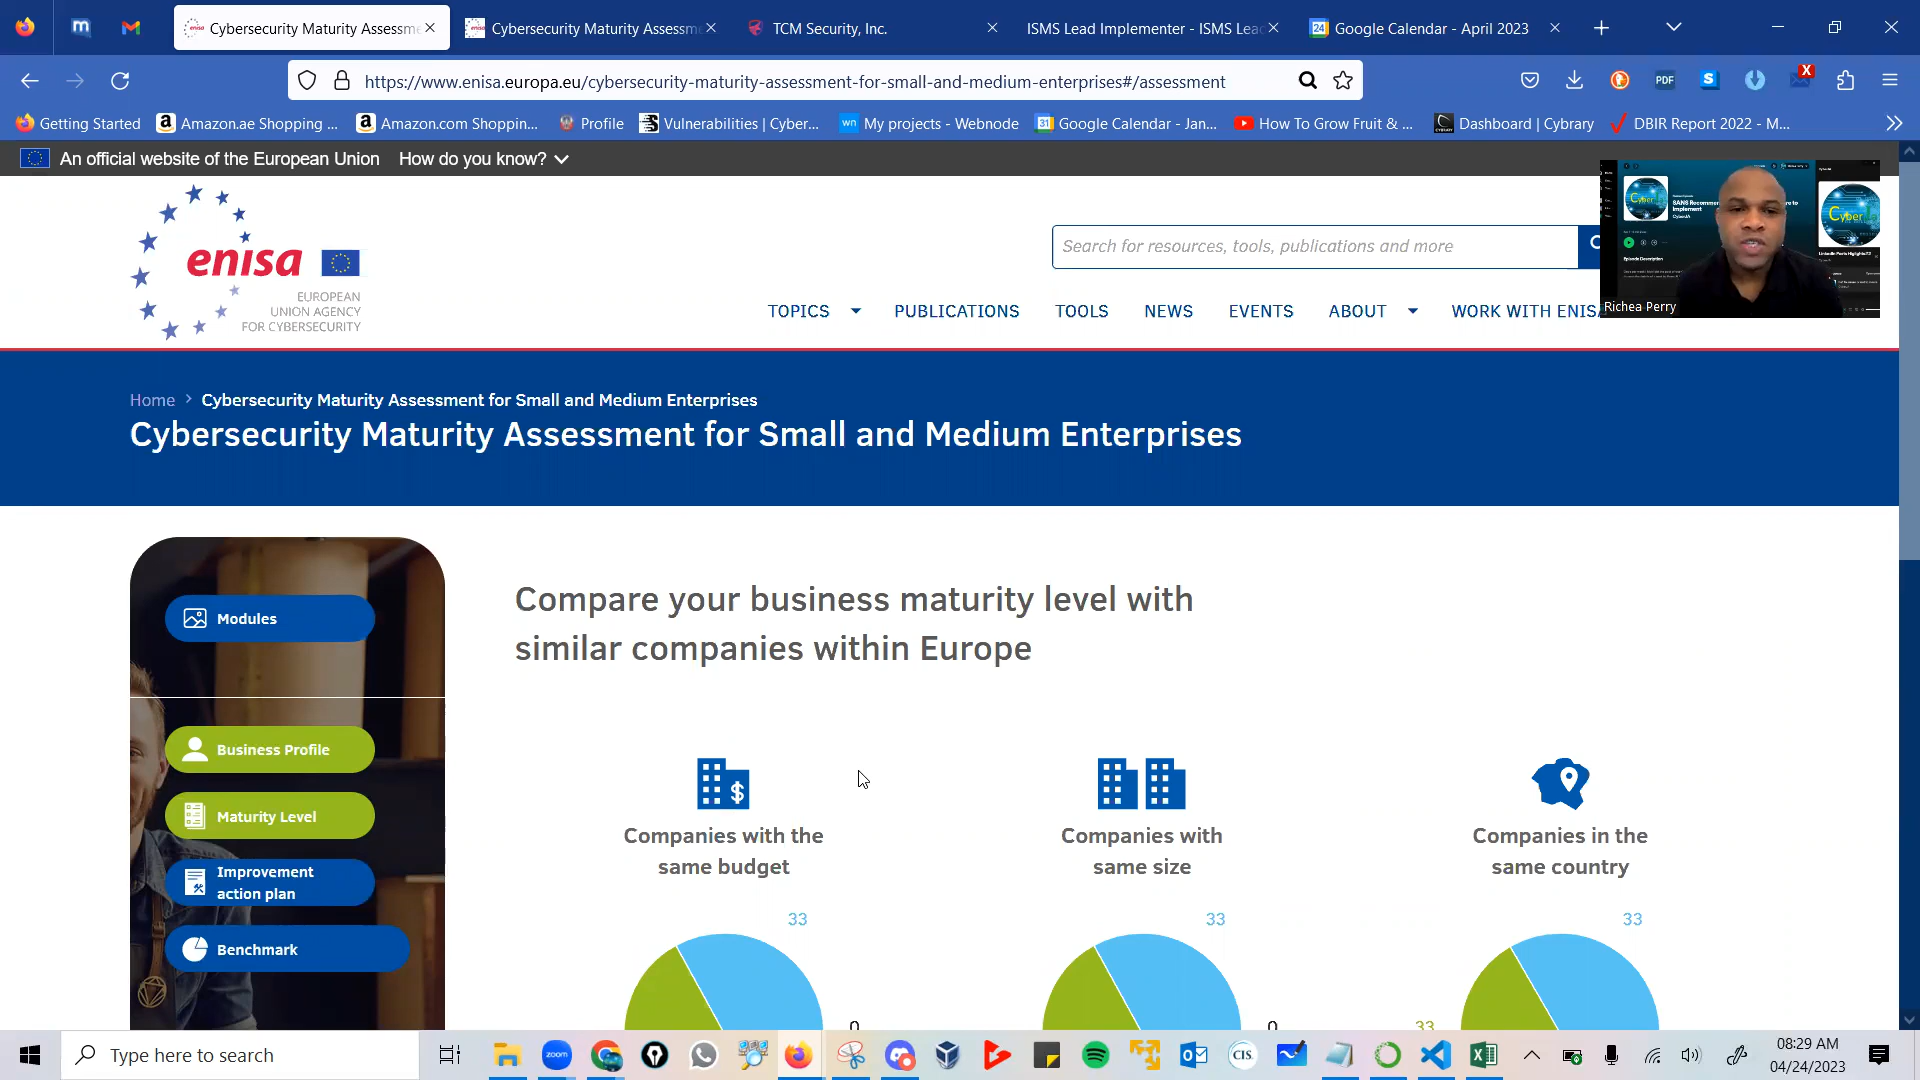 Cybersecurity Maturity Assessme
Cybersecurity Maturity Assessme
TCM Security, Inc.
ISMS Lead Implementer - ISMS Lea
Google Calendar - April 2023
https://www.enisa.europa.eu/cybersecurity-maturity-assessment-for-small-and-medium-enterprises#/assessment
PDF
S
X
Getting Started
Amazon.ae Shopping ...
Amazon.com Shoppin...
Profile
Vulnerabilities | Cyber...
My projects - Webnode
Google Calendar - Jan...
How To Grow Fruit & ...
Dashboard | Cybrary
DBIR Report 2022 - M...
An official website of the European Union
How do you know?
enisa
EUROPEAN
UNION AGENCY
FOR CYBERSECURITY
Search for resources, tools, publications and more
TOPICS
PUBLICATIONS
TOOLS
NEWS
EVENTS
ABOUT
WORK WITH ENISA
Richea Perry
Home
Cybersecurity Maturity Assessment for Small and Medium Enterprises
Cybersecurity Maturity Assessment for Small and Medium Enterprises
Modules
Business Profile
Maturity Level
Improvement
action plan
Benchmark
Compare your business maturity level with
similar companies within Europe
Companies with the
same budget
Companies with
same size
Companies in the
same country
33
33
33
0
0
33
Type here to search
zoom
CIS.
08:29 AM
04/24/2023